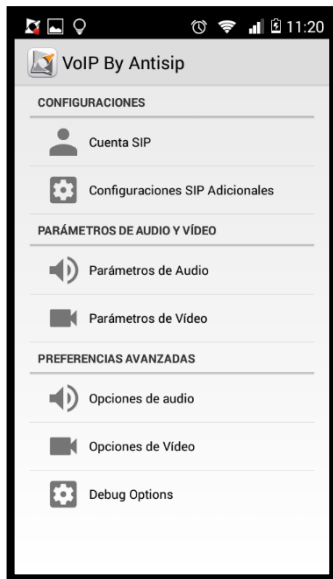 11:20
VoIP By Antisip
CONFIGURACIONES
Cuenta SIP
Configuraciones SIP Adicionales
PARÁMETROS DE AUDIO Y VÍDEO
Parámetros de Audio
Parámetros de Vídeo
PREFERENCIAS AVANZADAS
Opciones de audio
Opciones de Vídeo
Debug Options